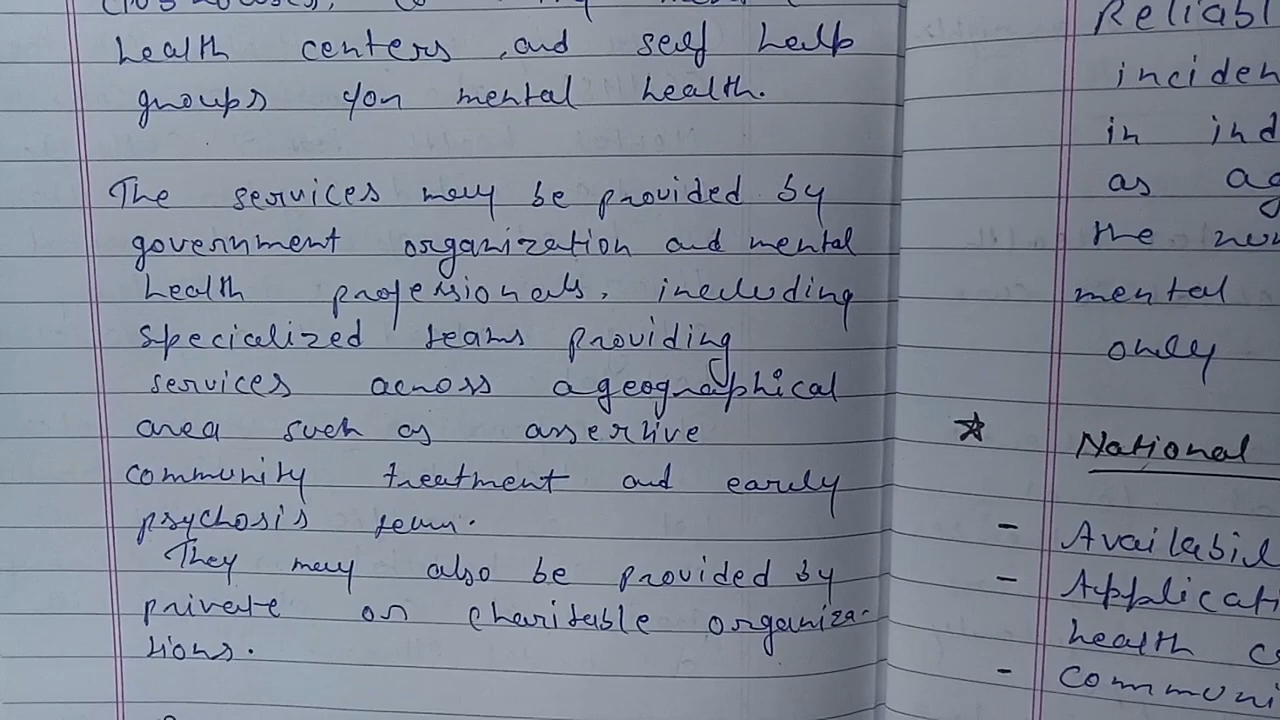 health centers, and self help
groups for mental health.
The services may be provided by
government organization and mental
health professionals, including
specialized teams providing
services across a geographical
area such as assertive
community treatment and early
psychosis team.
They may also be provided by
private or charitable organiza-
tions.
Reliabl
inciden
in ind
as ag
the
mental
only
☆ National
- Availabil
- Applicati
health c
- Communi